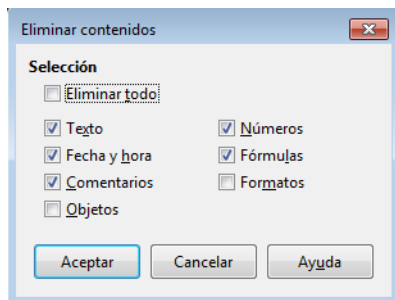 Eliminar contenidos
Selección
Eliminar todo
Texto Números
Fecha y hora Fórmulas
Comentarios Formatos
Objetos
Aceptar Cancelar Ayuda